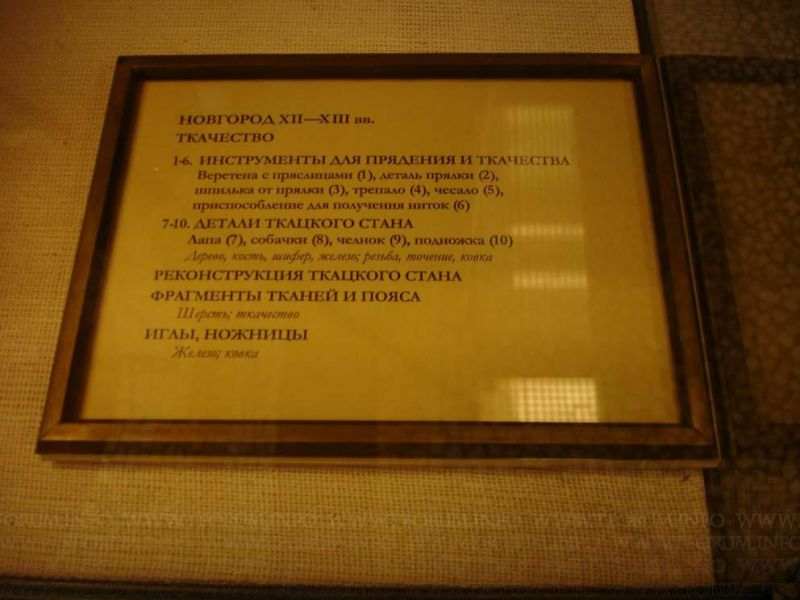 НОВГОРОД XII—XIII вв.
ТКАЧЕСТВО
1-6. ИНСТРУМЕНТЫ ДЛЯ ПРЯДЕНИЯ И ТКАЧЕСТВА
Веретена с пряслицами (1), деталь прялки (2),
шпилька от прялки (3), трепало (4), чесало (5),
приспособление для получения ниток (6)
7-10. ДЕТАЛИ ТКАЦКОГО СТАНА
Лапа (7), собачки (8), челнок (9), подножка (10)
Дерево, кость, шифер, железо; резьба, точение, ковка
РЕКОНСТРУКЦИЯ ТКАЦКОГО СТАНА
ФРАГМЕНТЫ ТКАНЕЙ И ПОЯСА
Шерсть; ткачество
ИГЛЫ, НОЖНИЦЫ
Железо; ковка